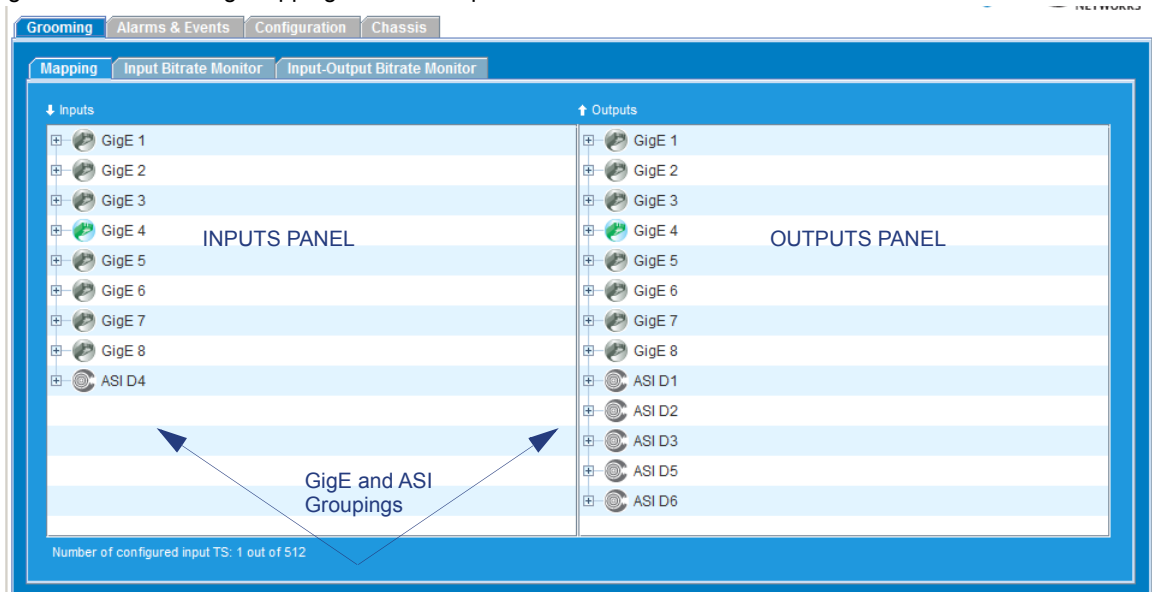 NETWORKS
Grooming Alarms & Events Configuration Chassis
Mapping Input Bitrate Monitor Input-Output Bitrate Monitor
Inputs
Outputs
GigE 1
GigE 2
GigE 3
GigE 4
GigE 5
GigE 6
GigE 7
GigE 8
ASI D4
INPUTS PANEL
GigE 1
GigE 2
GigE 3
GigE 4
GigE 5
GigE 6
GigE 7
GigE 8
ASI D1
ASI D2
ASI D3
ASI D5
ASI D6
OUTPUTS PANEL
GigE and ASI
Groupings
Number of configured input TS: 1 out of 512